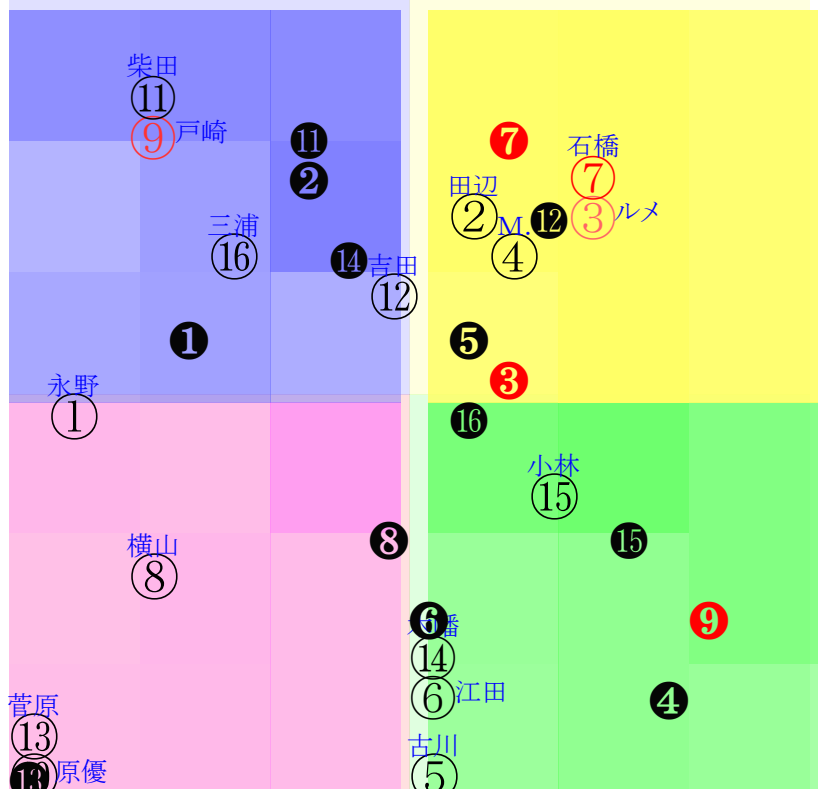 柴田
⑪
⑨戸崎
⓫
❼
石橋
❷
⑦
田辺
三浦
②
M.
⓬
③ルメ
⑯
④
⓮
吉田
⑫
❶
❺
❸
永野
①
⓰
小林
⑮
❽
⓯
横山
⑧
❻
❾
幡
⑭
⑥江田
菅原
❹
⑬
古川
⓭
原優
⑤